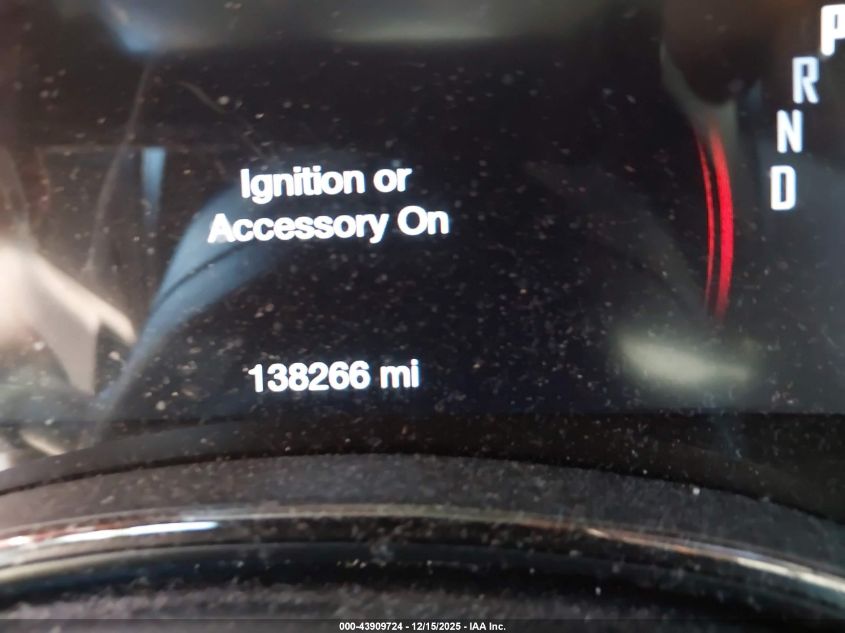 P
R
N
D
Ignition or
Accessory On
138266 mi
000-43909724 - 12/15/2025 - IAA Inc.